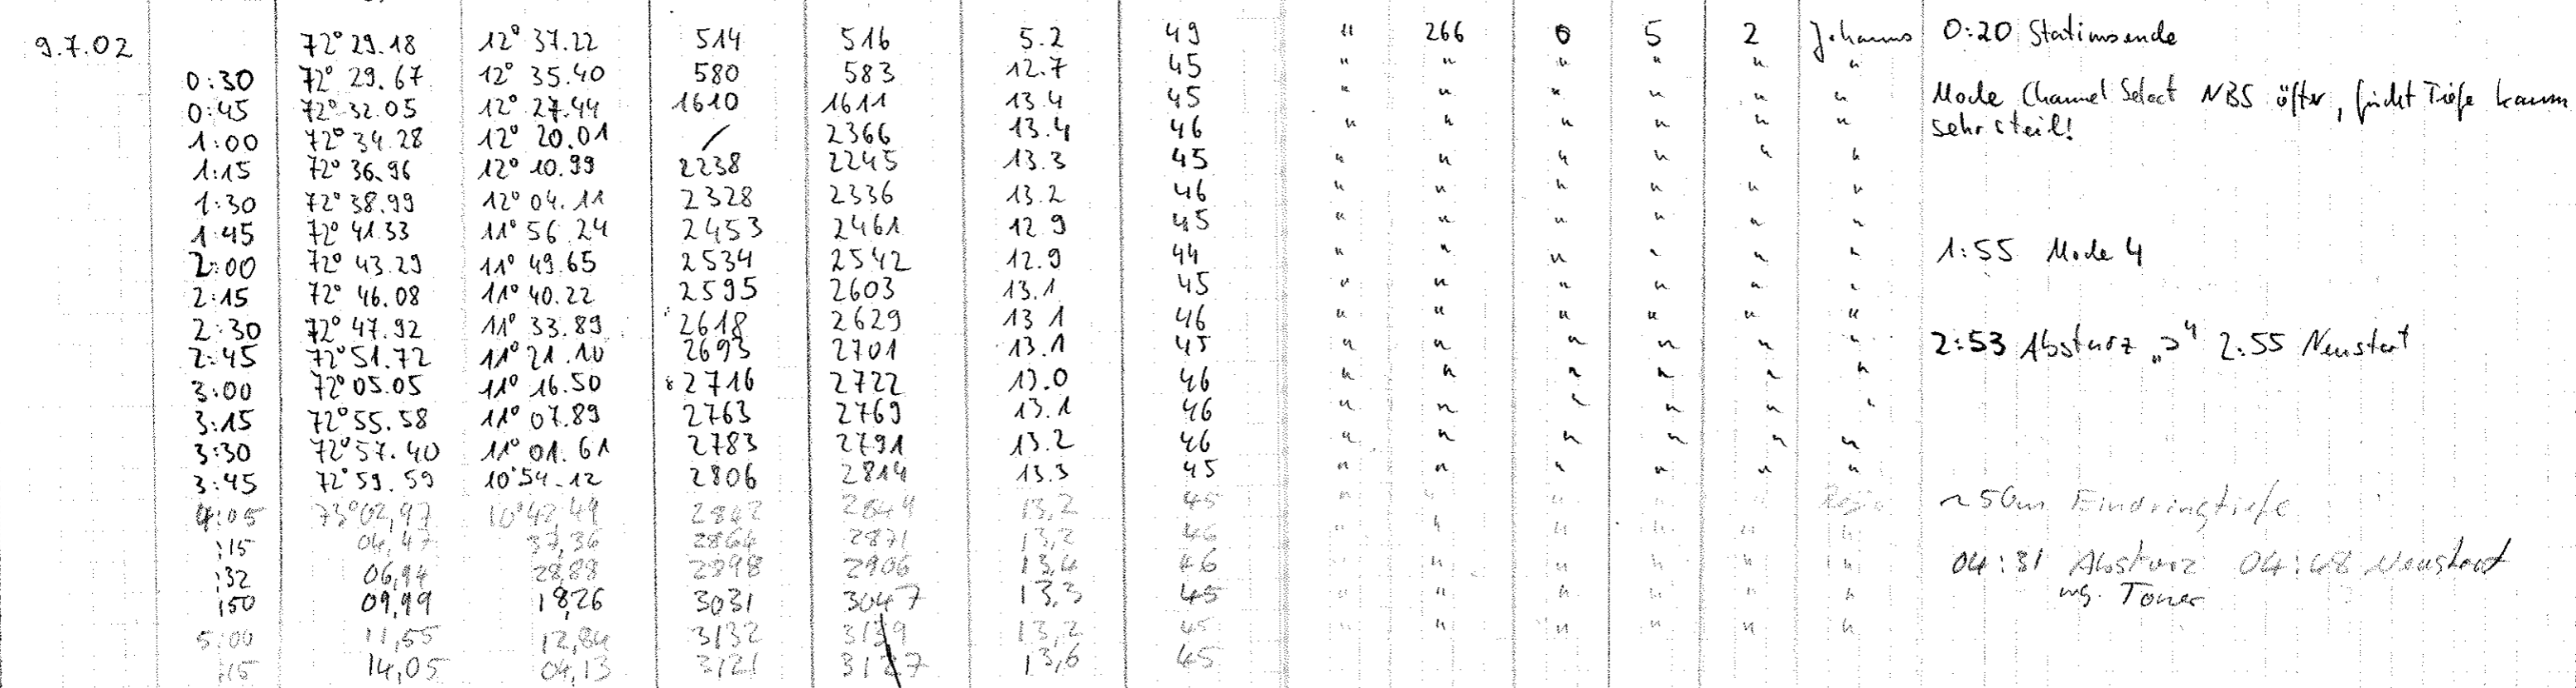 9.7.02 72° 29.18 12° 37.22 514 516 5.2 49 " 266 0 5 2 Johannes 0:20 Stationsende
0:30 72° 29.67 12° 35.40 580 583 12.7 45 " " " " " "
0:45 72° 32.05 12° 27.44 1610 1611 13.4 45 " " " " " " Mode Channel Select NBS öfter, findet Tiefe kaum
1:00 72° 34.28 12° 20.01 / 2366 13.4 46 " " " " " " sehr steil!
1:15 72° 36.96 12° 10.99 2238 2245 13.3 45 " " " " " "
1:30 72° 38.99 12° 04.11 2328 2336 13.2 46 " " " " " "
1:45 72° 41.33 11° 56.24 2453 2461 12.9 45 " " " " " "
2:00 72° 43.29 11° 49.65 2534 2542 12.9 44 " " " " " " 1:55 Mode 4
2:15 72° 46.08 11° 40.22 2595 2603 13.1 45 " " " " " "
2:30 72° 47.92 11° 33.89 2618 2629 13.1 46 " " " " " "
2:45 72° 51.72 11° 21.10 2693 2701 13.1 45 " " " " " " 2:53 Absturz „>" 2:55 Neustart
3:00 72° 05.05 11° 16.50 2716 2722 13.0 46 " " " " " "
3:15 72° 55.58 11° 07.89 2763 2769 13.1 46 " " " " " "
3:30 72° 57.40 11° 01.61 2783 2791 13.2 46 " " " " " "
3:45 72° 59.59 10° 54.12 2806 2814 13.3 45 " " " " " "
4:05 73° 02,97 10° 42,49 2842 2849 13,2 45 " " " " " ~50m Eindringtiefe
:15 04,47 37,36 2864 2871 13,2 46 " " " " " "
:32 06,94 28,88 2898 2906 13,4 46 " " " " " " 04:31 Absturz 04:48 Neustart
:50 09,99 18,26 3031 3047 13,3 45 " " " " " " wg. Toner
5:00 11,55 12,84 3132 3139 13,2 45 " " " " " "
:15 14,05 04,13 3121 3127 13,6 45